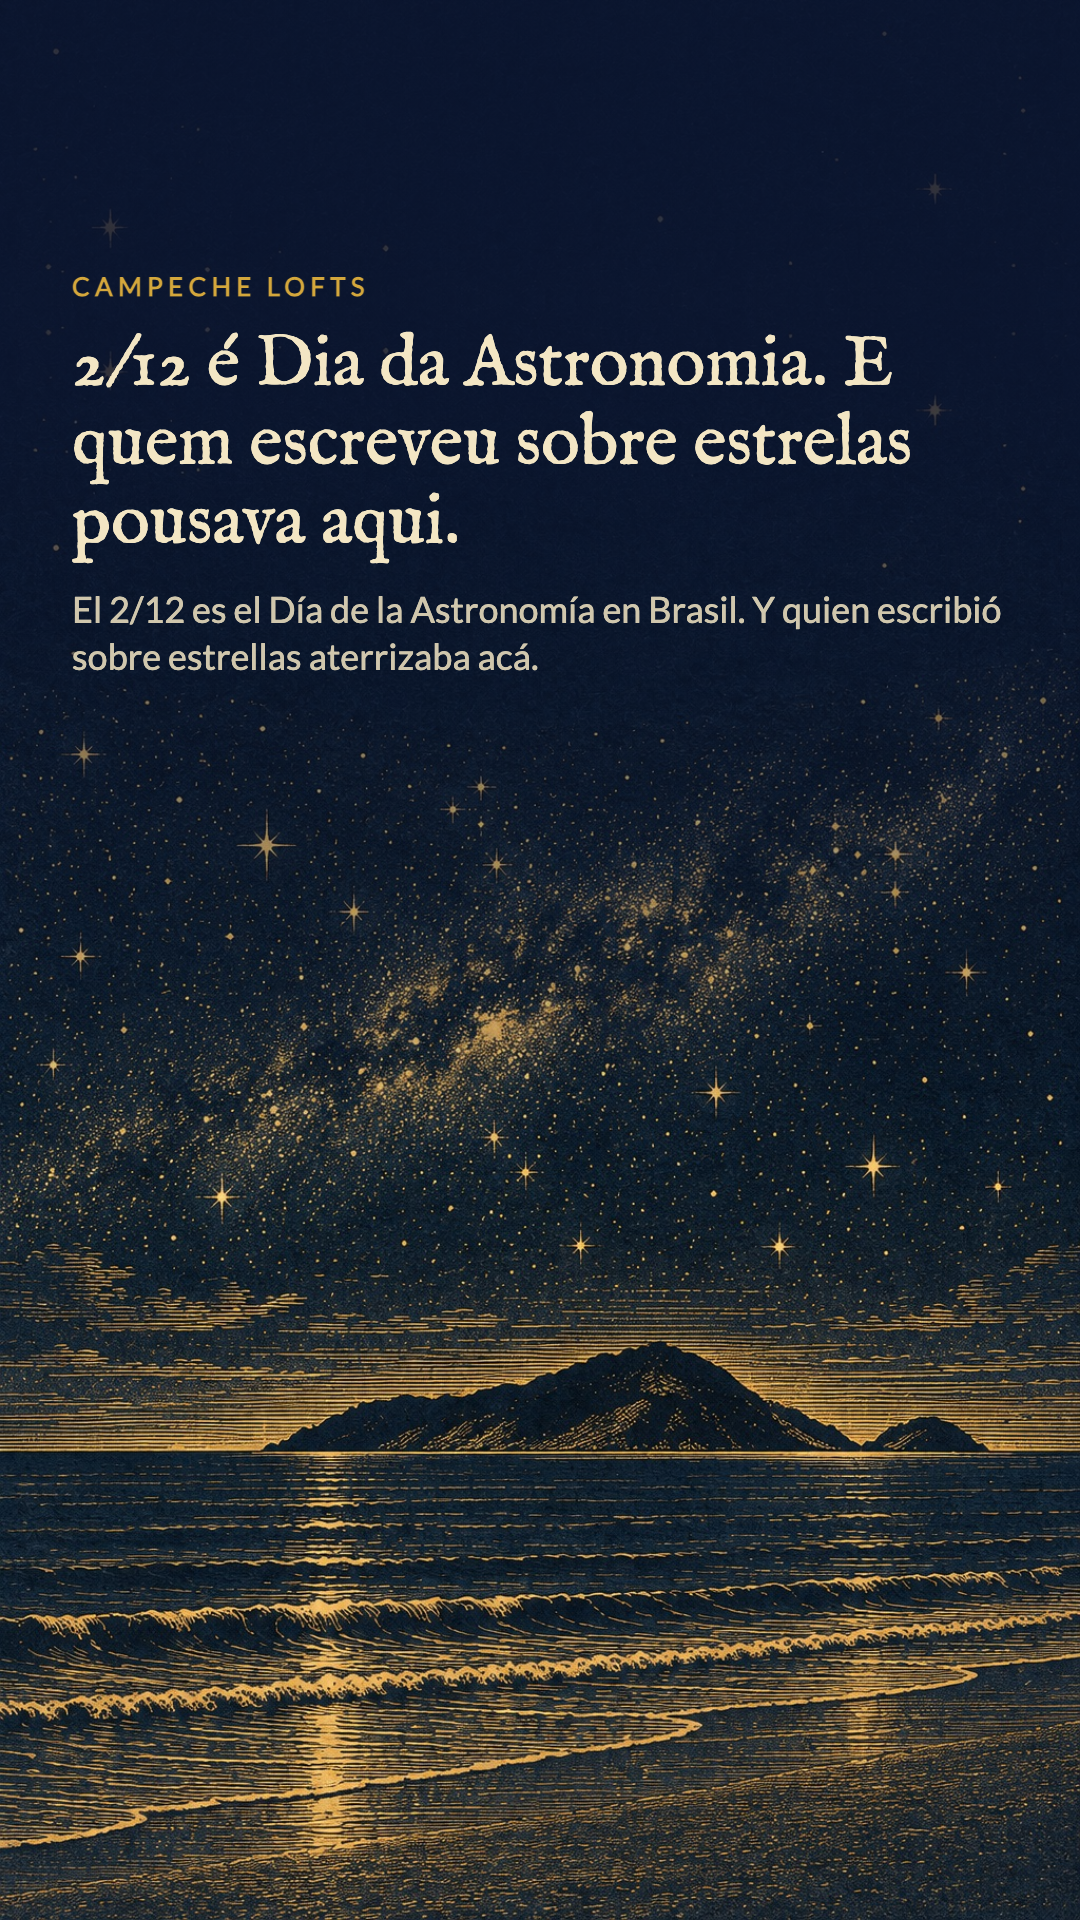 CAMPECHE LOFTS
2/12 é Dia da Astronomia. E
quem escreveu sobre estrelas
pousava aqui.
El 2/12 es el Día de la Astronomía en Brasil. Y quien escribió
sobre estrellas aterrizaba acá.